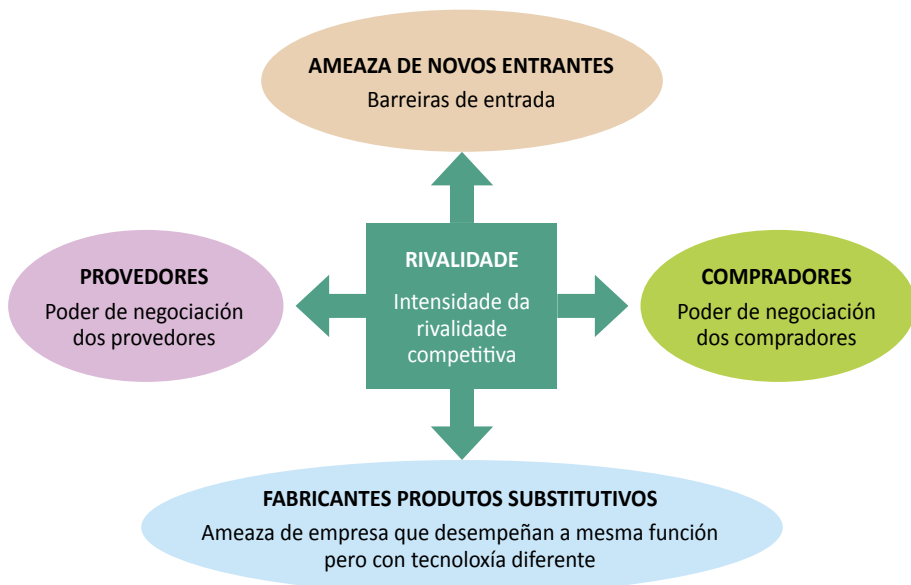 AMEAZA DE NOVOS ENTRANTES
Barreiras de entrada
PROVEDORES
Poder de negociación
dos provedores
RIVALIDADE
Intensidade da
rivalidade
competitiva
COMPRADORES
Poder de negociación
dos compradores
FABRICANTES PRODUTOS SUBSTITUTIVOS
Ameaza de empresa que desempeñan a mesma función
pero con tecnoloxía diferente